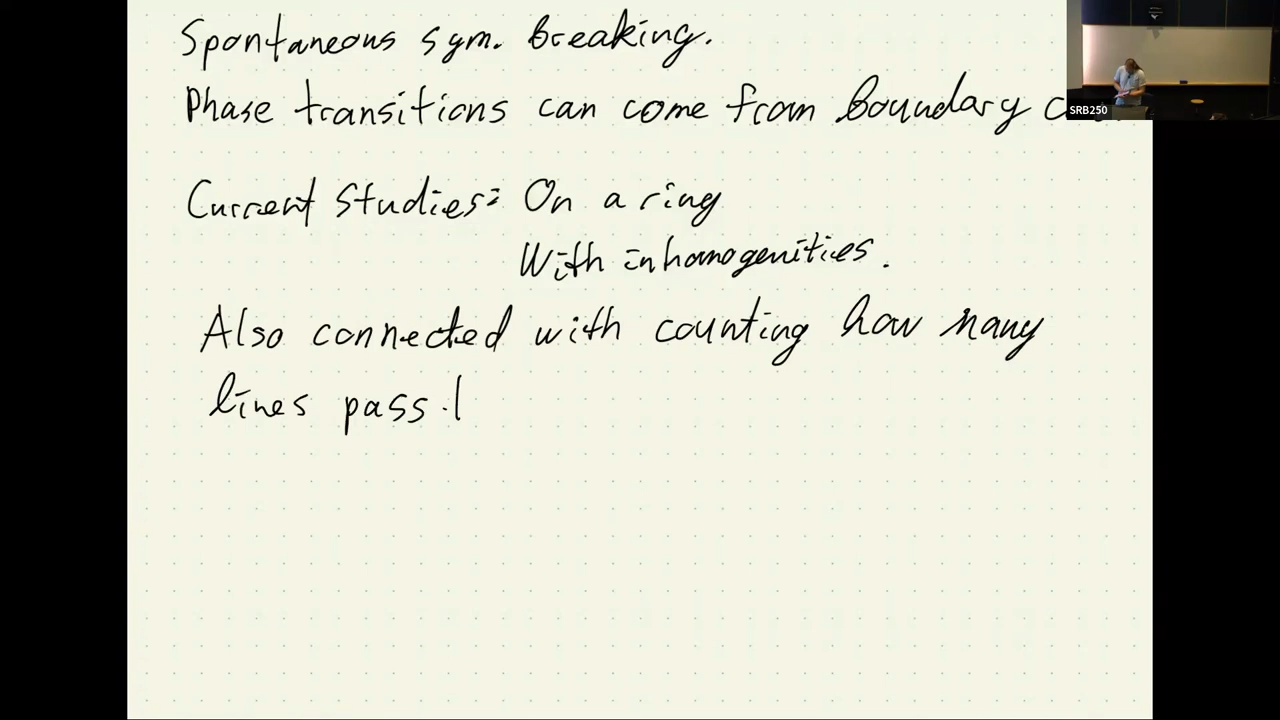 Spontaneous sym. breaking.
Phase transitions can come from boundary
Current studies: On a ring
With inhomogenities.
Also connected with counting how many
lines pass.
SRB250